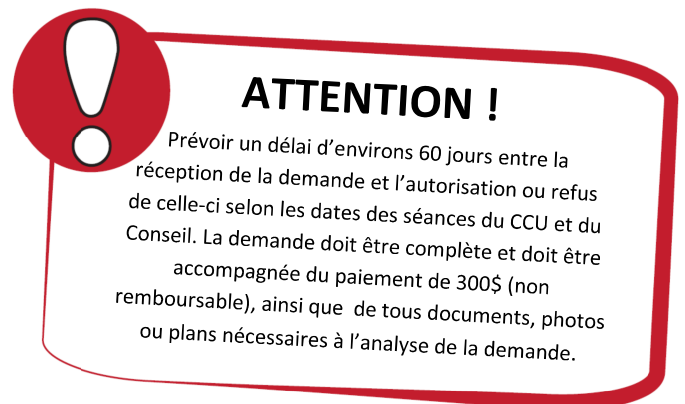 ATTENTION !
Prévoir un délai d’environs 60 jours entre la
réception de la demande et l’autorisation ou refus
de celle-ci selon les dates des séances du CCU et du
Conseil. La demande doit être complète et doit être
accompagnée du paiement de 300$ (non
remboursable), ainsi que  de tous documents, photos
ou plans nécessaires à l’analyse de la demande.